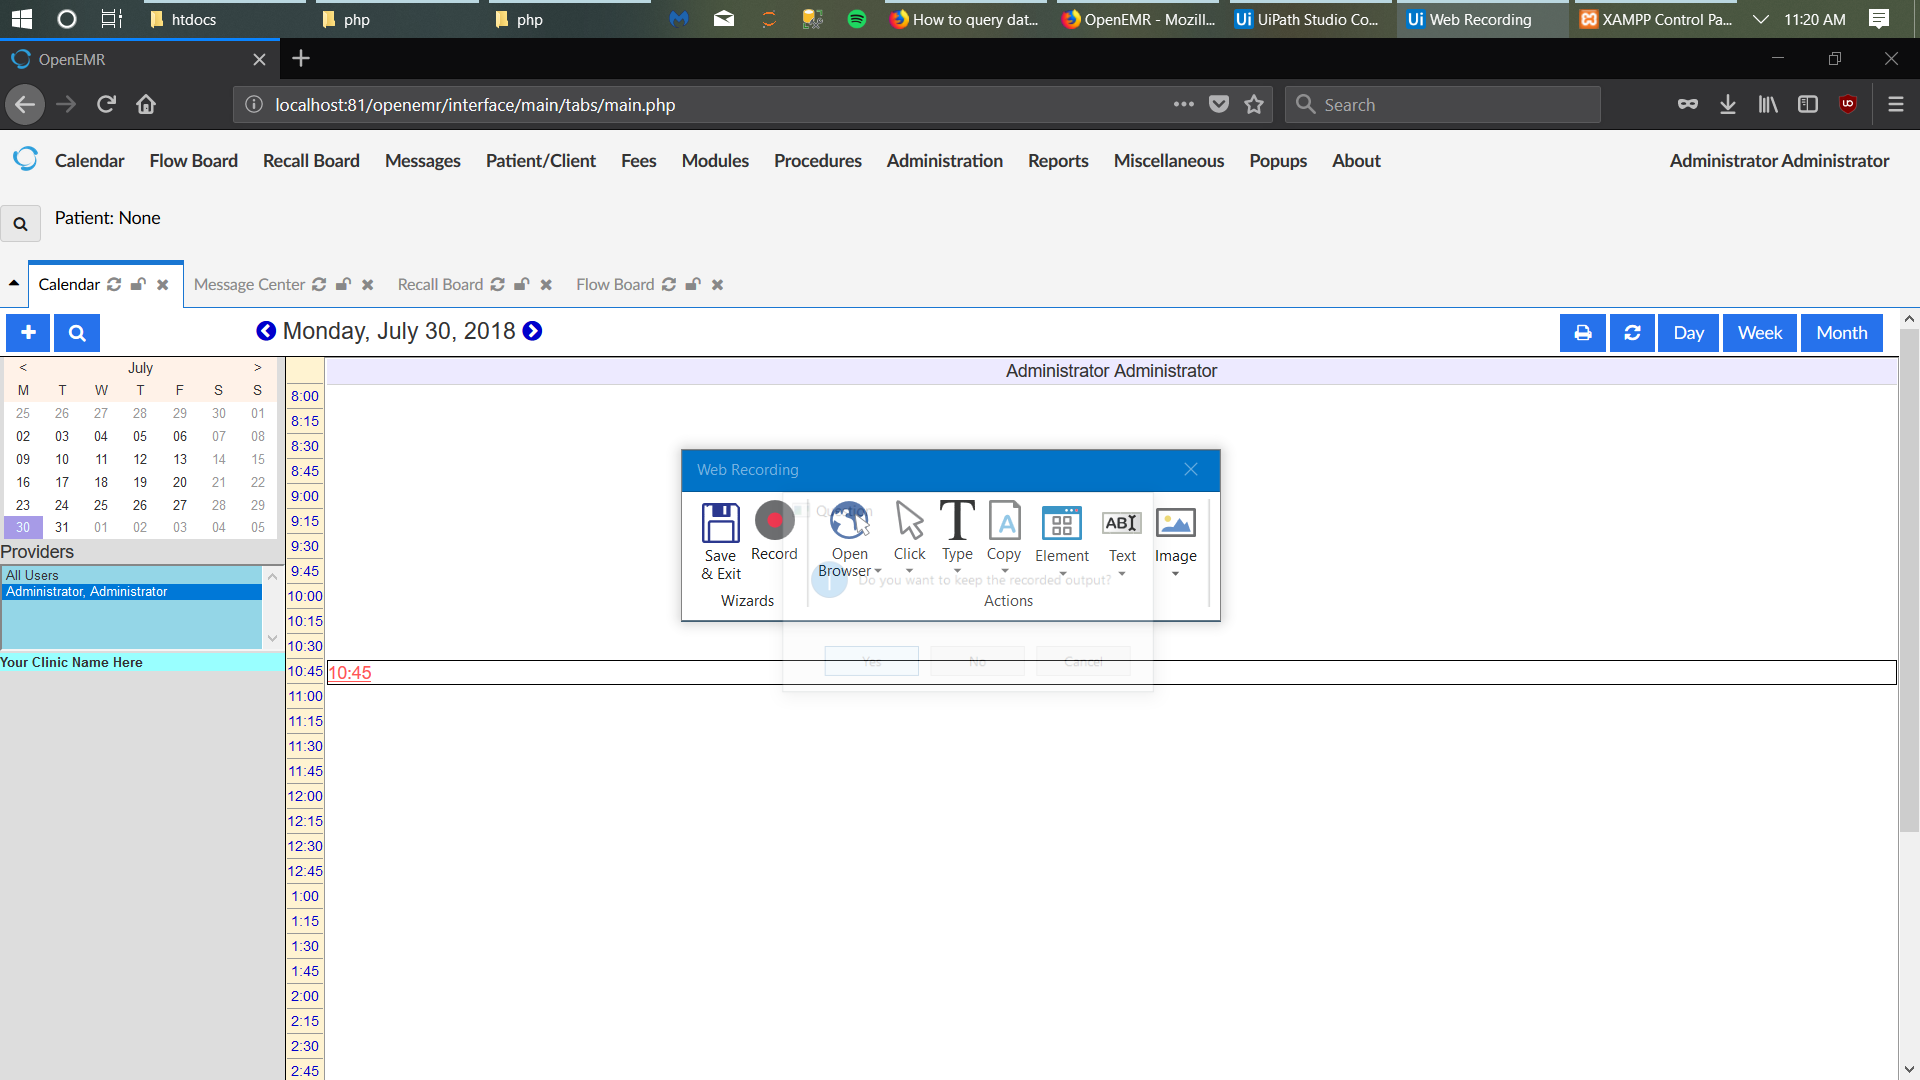 htdocs php php How to query dat... OpenEMR - Mozill... UiPath Studio Co... Web Recording XAMPP Control Pa... 11:20 AM
OpenEMR
localhost:81/openemr/interface/main/tabs/main.php Search
Calendar Flow Board Recall Board Messages Patient/Client Fees Modules Procedures Administration Reports Miscellaneous Popups About Administrator Administrator
Patient: None
Calendar Message Center Recall Board Flow Board
Monday, July 30, 2018 Day Week Month
< July >
M T W T F S S
25 26 27 28 29 30 01
02 03 04 05 06 07 08
09 10 11 12 13 14 15
16 17 18 19 20 21 22
23 24 25 26 27 28 29
30 31 01 02 03 04 05
Providers
All Users
Administrator, Administrator
Your Clinic Name Here
Administrator Administrator
8:00
8:15
8:30
8:45
9:00
9:15
9:30
9:45
10:00
10:15
10:30
10:45 10:45
11:00
11:15
11:30
11:45
12:00
12:15
12:30
12:45
1:00
1:15
1:30
1:45
2:00
2:15
2:30
2:45
Web Recording
Save & Exit Record Open Browser Click Type Copy Element Text Image
Wizards Actions
Question
Do you want to keep the recorded output?
Yes No Cancel